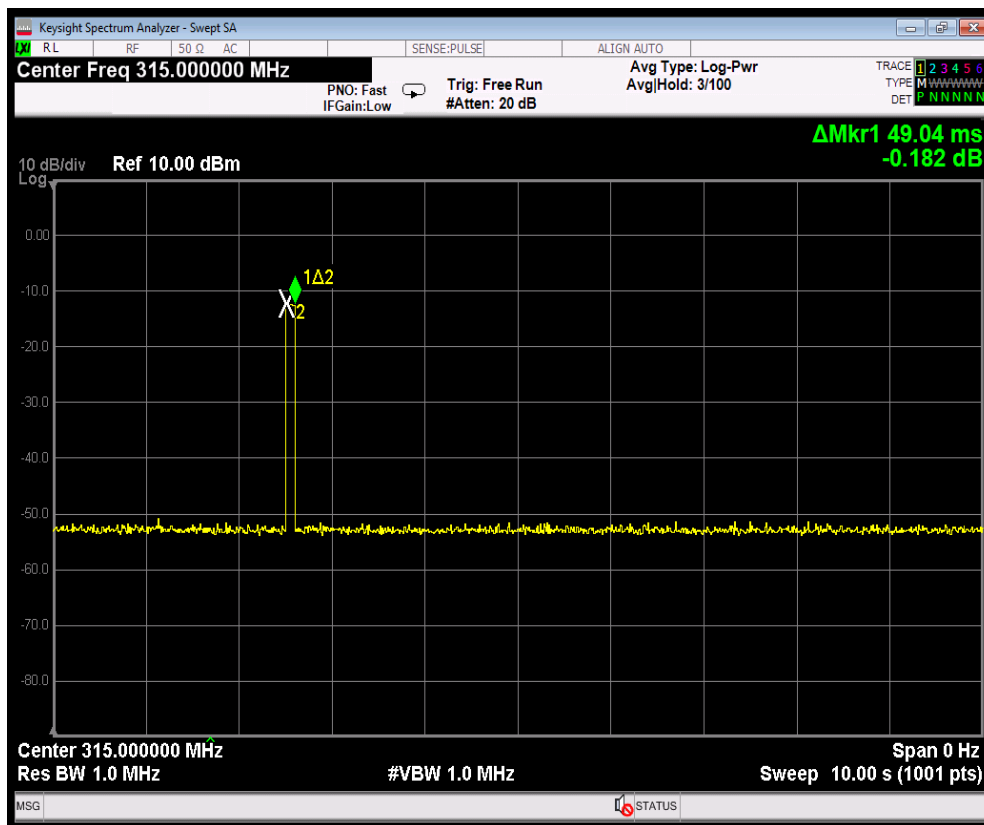 Keysight Spectrum Analyzer - Swept SA
LXI RL RF 50 Ω AC SENSE:PULSE ALIGN AUTO
Center Freq 315.000000 MHz
PNO: Fast
IFGain:Low
Trig: Free Run
#Atten: 20 dB
Avg Type: Log-Pwr
Avg|Hold: 3/100
TRACE 1 2 3 4 5 6
TYPE M WWWWW
DET P N N N N N
ΔMkr1 49.04 ms
-0.182 dB
10 dB/div Ref 10.00 dBm
Log
0.00
1Δ2
-10.0
2
-20.0
-30.0
-40.0
-50.0
-60.0
-70.0
-80.0
Center 315.000000 MHz Span 0 Hz
Res BW 1.0 MHz #VBW 1.0 MHz Sweep 10.00 s (1001 pts)
MSG STATUS